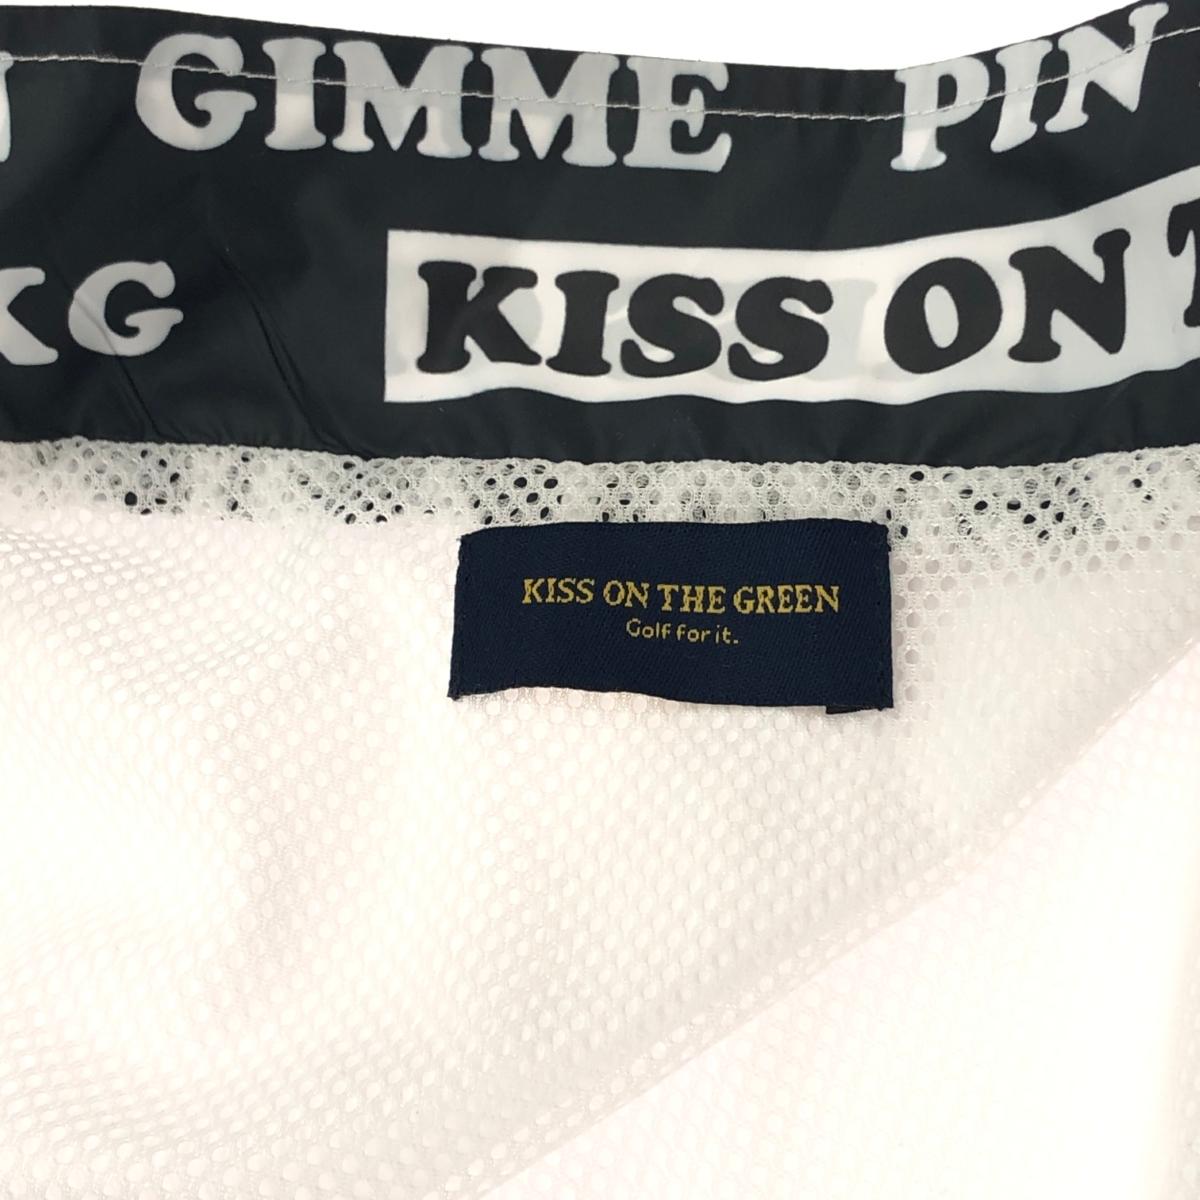 GIMME PIN
KG KISS ON
KISS ON THE GREEN
Golf for it.